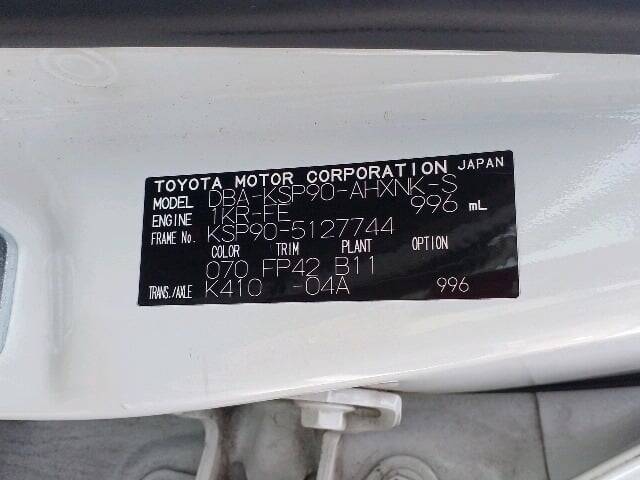 TOYOTA MOTOR CORPORATION JAPAN
MODEL DBA-KSP90-AHXNK-S
ENGINE 1KR-FE 996 mL
FRAME No. KSP90-5127744
COLOR TRIM PLANT OPTION
070 FP42 B11
TRANS./AXLE K410 -04A 996